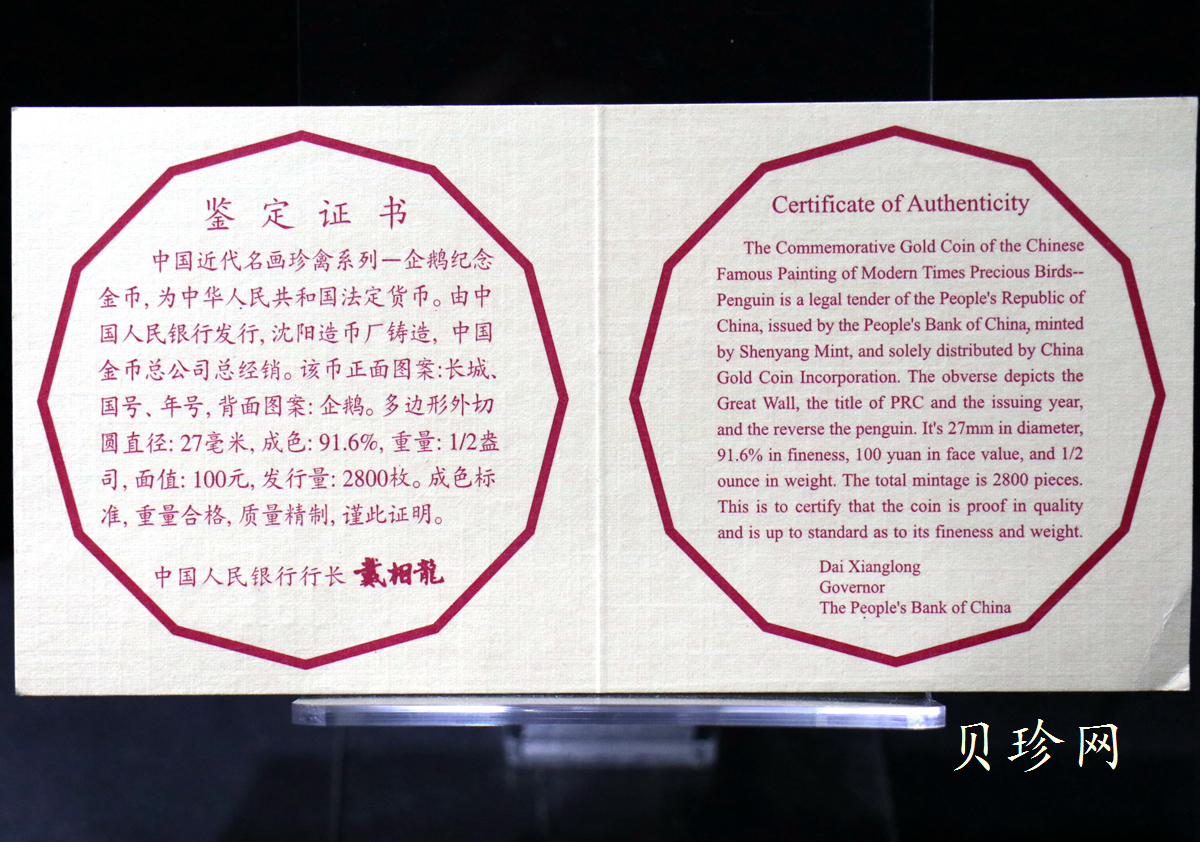 鉴定证书
中国近代名画珍禽系列—企鹅纪念
金币,为中华人民共和国法定货币。由中
国人民银行发行,沈阳造币厂铸造,中国
金币总公司总经销。该币正面图案:长城、
国号、年号,背面图案:企鹅。多边形外切
圆直径:27毫米,成色:91.6%,重量:1/2盎
司,面值:100元,发行量:2800枚。成色标
准,重量合格,质量精制,谨此证明。
中国人民银行行长 戴相龍
Certificate of Authenticity
The Commemorative Gold Coin of the Chinese
Famous Painting of Modern Times Precious Birds--
Penguin is a legal tender of the People's Republic of
China, issued by the People's Bank of China, minted
by Shenyang Mint, and solely distributed by China
Gold Coin Incorporation. The obverse depicts the
Great Wall, the title of PRC and the issuing year,
and the reverse the penguin. It's 27mm in diameter,
91.6% in fineness, 100 yuan in face value, and 1/2
ounce in weight. The total mintage is 2800 pieces.
This is to certify that the coin is proof in quality
and is up to standard as to its fineness and weight.
Dai Xianglong
Governor
The People's Bank of China
贝珍网